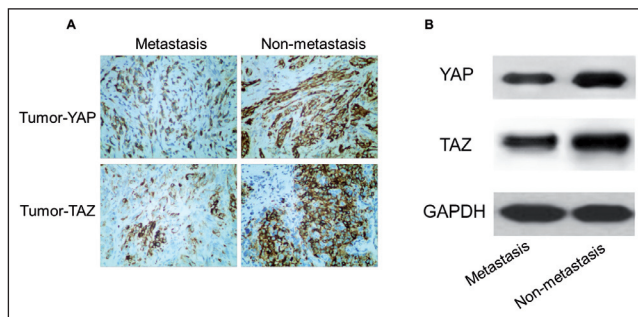 A
Metastasis Non-metastasis
Tumor-YAP
Tumor-TAZ
B
YAP
TAZ
GAPDH
Metastasis
Non-metastasis